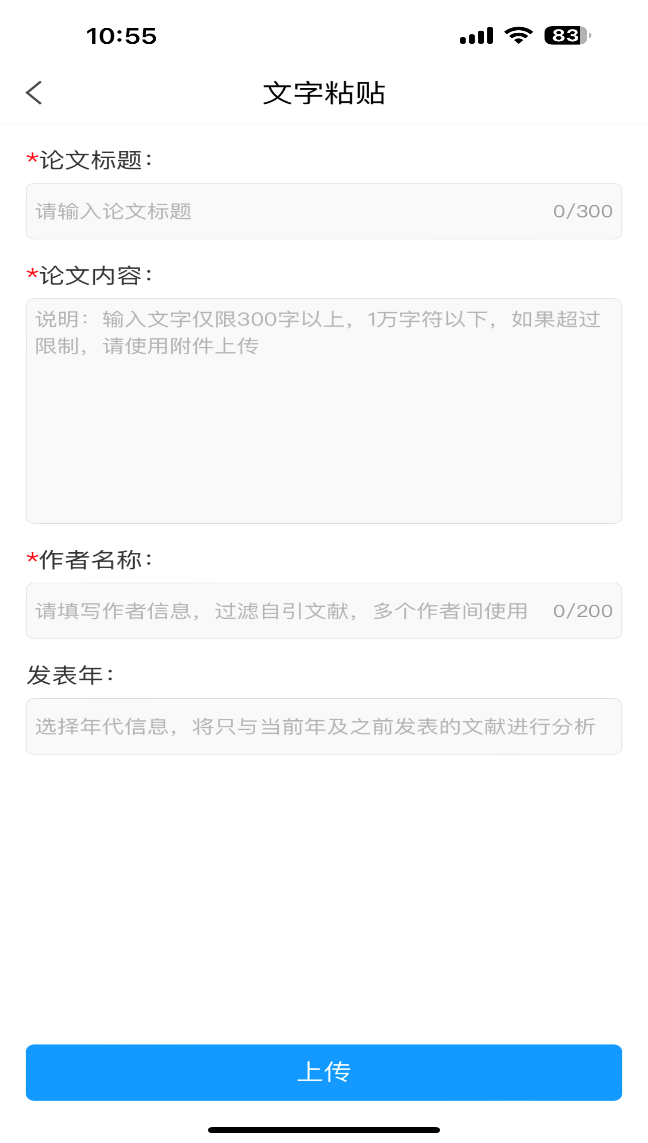 10:55
83
文字粘贴
*论文标题：
请输入论文标题 0/300
*论文内容：
说明：输入文字仅限300字以上，1万字符以下，如果超过
限制，请使用附件上传
*作者名称：
请填写作者信息，过滤自引文献，多个作者间使用 0/200
发表年：
选择年代信息，将只与当前年及之前发表的文献进行分析
上传